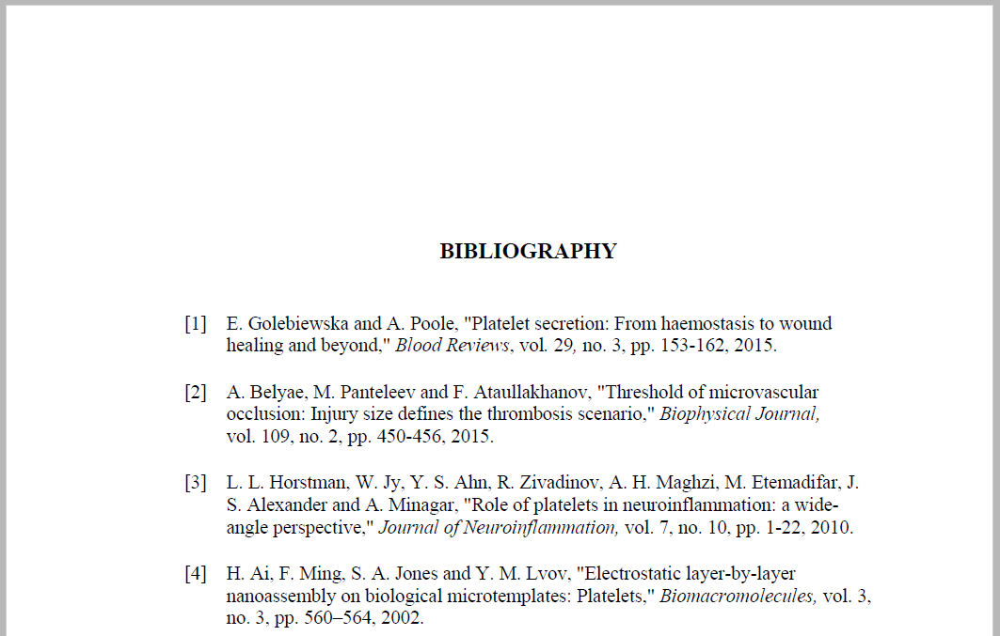 BIBLIOGRAPHY
[1] E. Golebiewska and A. Poole, "Platelet secretion: From haemostasis to wound
healing and beyond," Blood Reviews, vol. 29, no. 3, pp. 153-162, 2015.
[2] A. Belyae, M. Panteleev and F. Ataullakhanov, "Threshold of microvascular
occlusion: Injury size defines the thrombosis scenario," Biophysical Journal,
vol. 109, no. 2, pp. 450-456, 2015.
[3] L. L. Horstman, W. Jy, Y. S. Ahn, R. Zivadinov, A. H. Maghzi, M. Etemadifar, J.
S. Alexander and A. Minagar, "Role of platelets in neuroinflammation: a wide-
angle perspective," Journal of Neuroinflammation, vol. 7, no. 10, pp. 1-22, 2010.
[4] H. Ai, F. Ming, S. A. Jones and Y. M. Lvov, "Electrostatic layer-by-layer
nanoassembly on biological microtemplates: Platelets," Biomacromolecules, vol. 3,
no. 3, pp. 560–564, 2002.